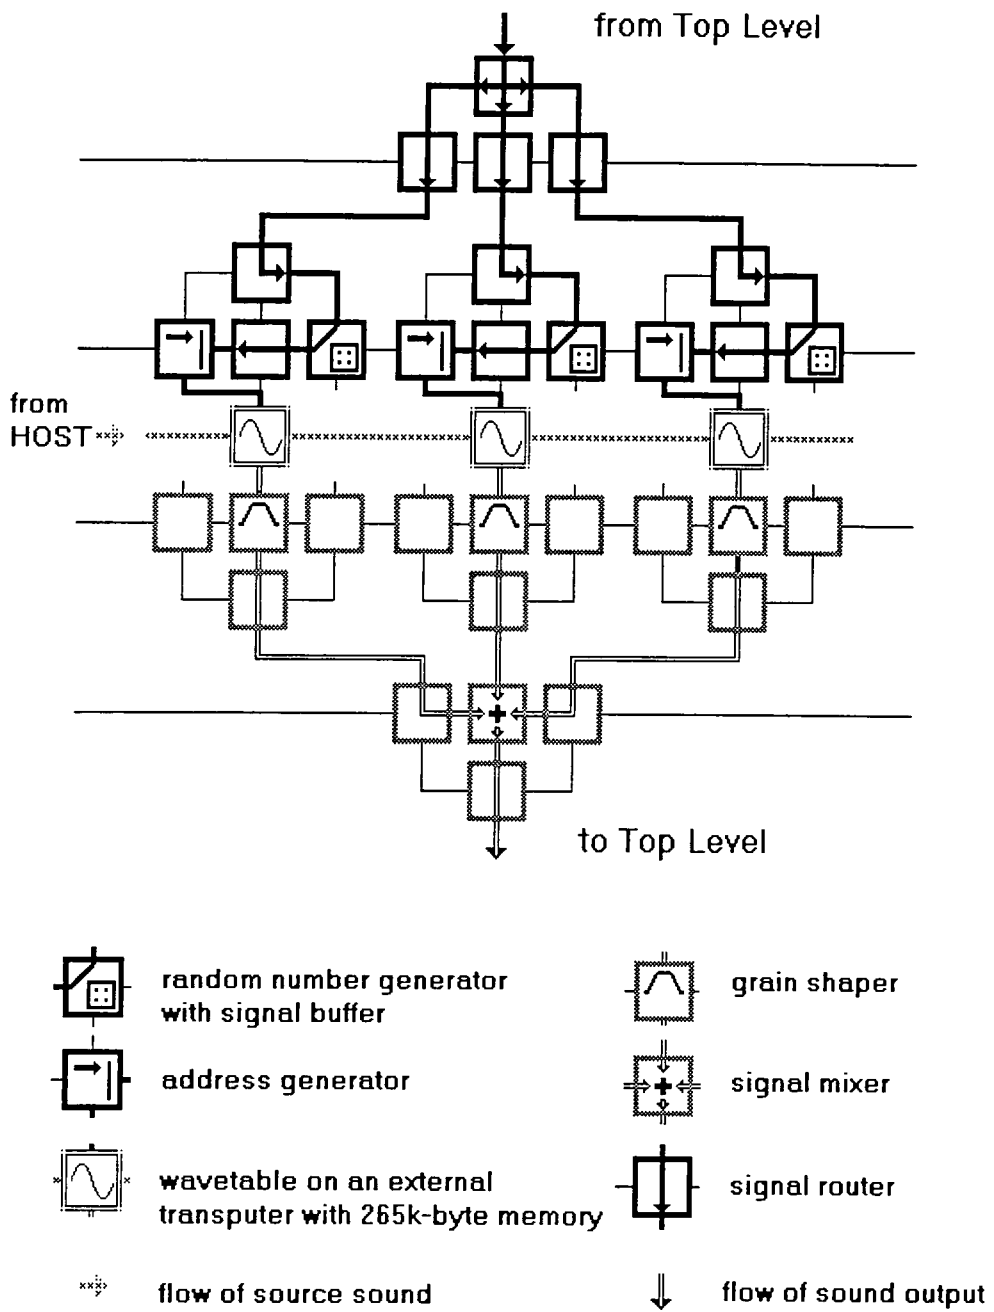 from Top Level
from
HOST
to Top Level
random number generator
with signal buffer
address generator
wavetable on an external
transputer with 265k-byte memory
flow of source sound
grain shaper
signal mixer
signal router
flow of sound output